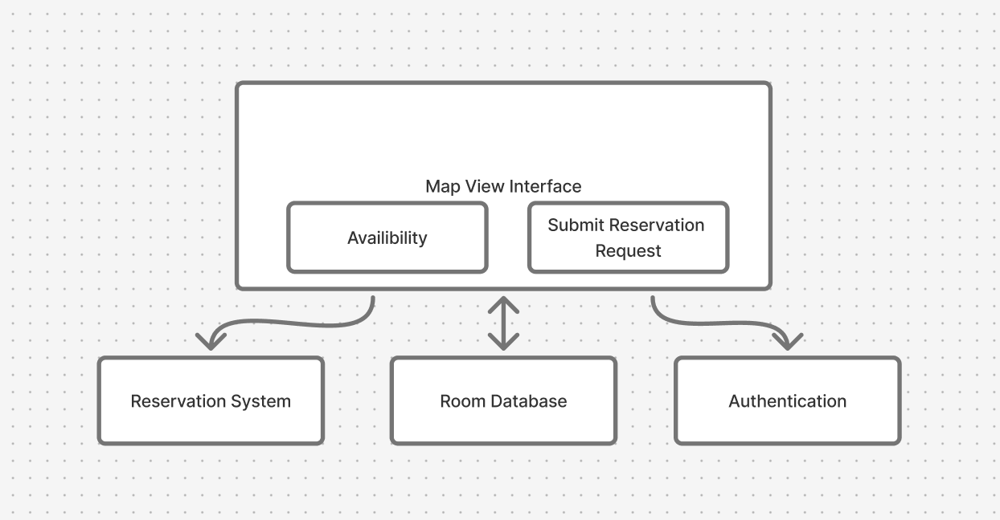 Map View Interface
Availibility
Submit Reservation
Request
Reservation System
Room Database
Authentication